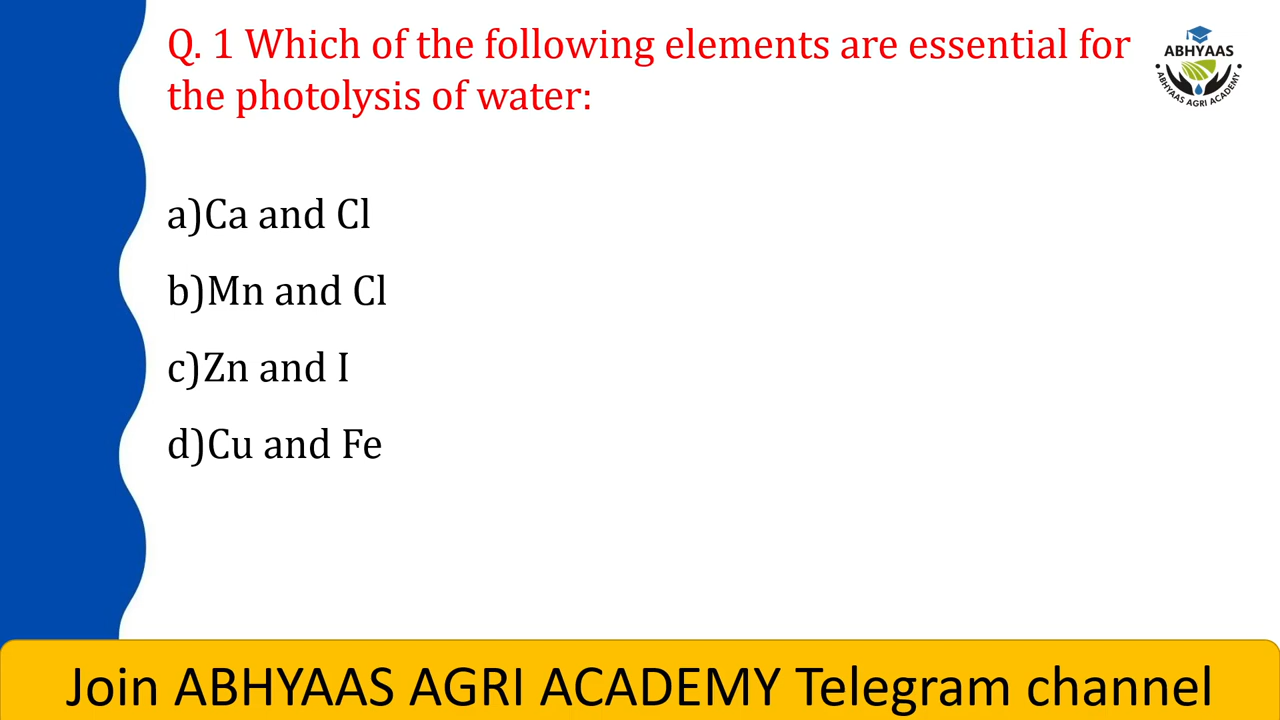 Q. 1 Which of the following elements are essential for
the photolysis of water:
ABHYAAS
• ABHYAAS AGRI ACADEMY •
a)Ca and Cl
b)Mn and Cl
c)Zn and I
d)Cu and Fe
Join ABHYAAS AGRI ACADEMY Telegram channel